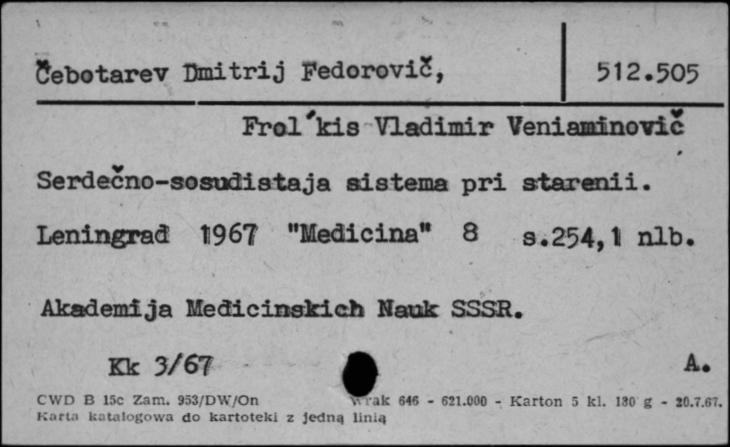 Čebotarev Dmitrij Fedorovič, 512.505
Frol´kis Vladimir Veniaminovič
Serdečno-sosudistaja sistema pri starenii.
Leningrad 1967 "Medicina" 8 s.254,1 nlb.
Akademija Medicinskich Nauk SSSR.
Kk 3/67 A.
CWD B 15c Zam. 953/DW/On - 646 - 621.000 - Karton 5 kl. 180 g - 20.7.67.
Karta katalogowa do kartoteki z jedną linią